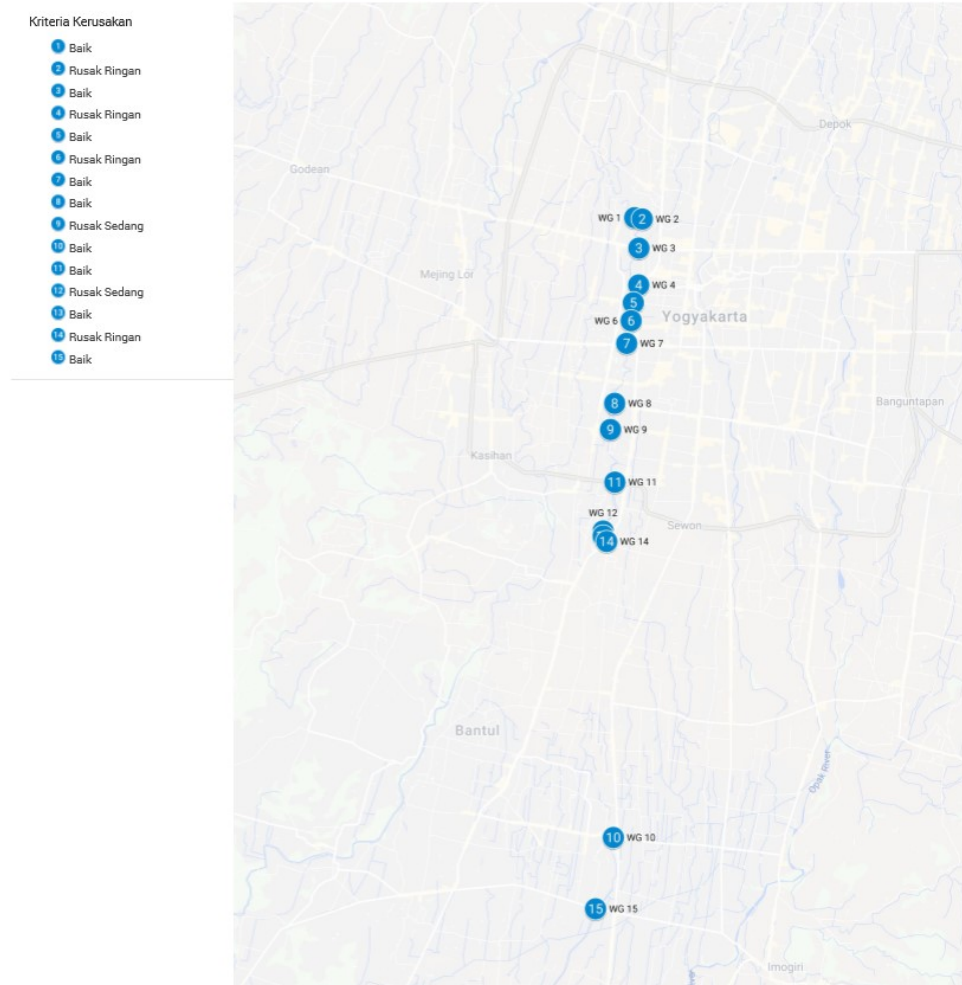 Kriteria Kerusakan
1 Baik
2 Rusak Ringan
3 Baik
4 Rusak Ringan
5 Baik
6 Rusak Ringan
7 Baik
8 Baik
9 Rusak Sedang
10 Baik
11 Baik
12 Rusak Sedang
13 Baik
14 Rusak Ringan
15 Baik
Depok
Godean
WG 1 2 WG 2
3 WG 3
Mejing Lor
4 WG 4
5
WG 6 6 Yogyakarta
7 WG 7
8 WG 8
Banguntapan
9 WG 9
Kasihan
11 WG 11
WG 12
Sewon
14 WG 14
Bantul
Opak River
10 WG 10
15 WG 15
Imogiri